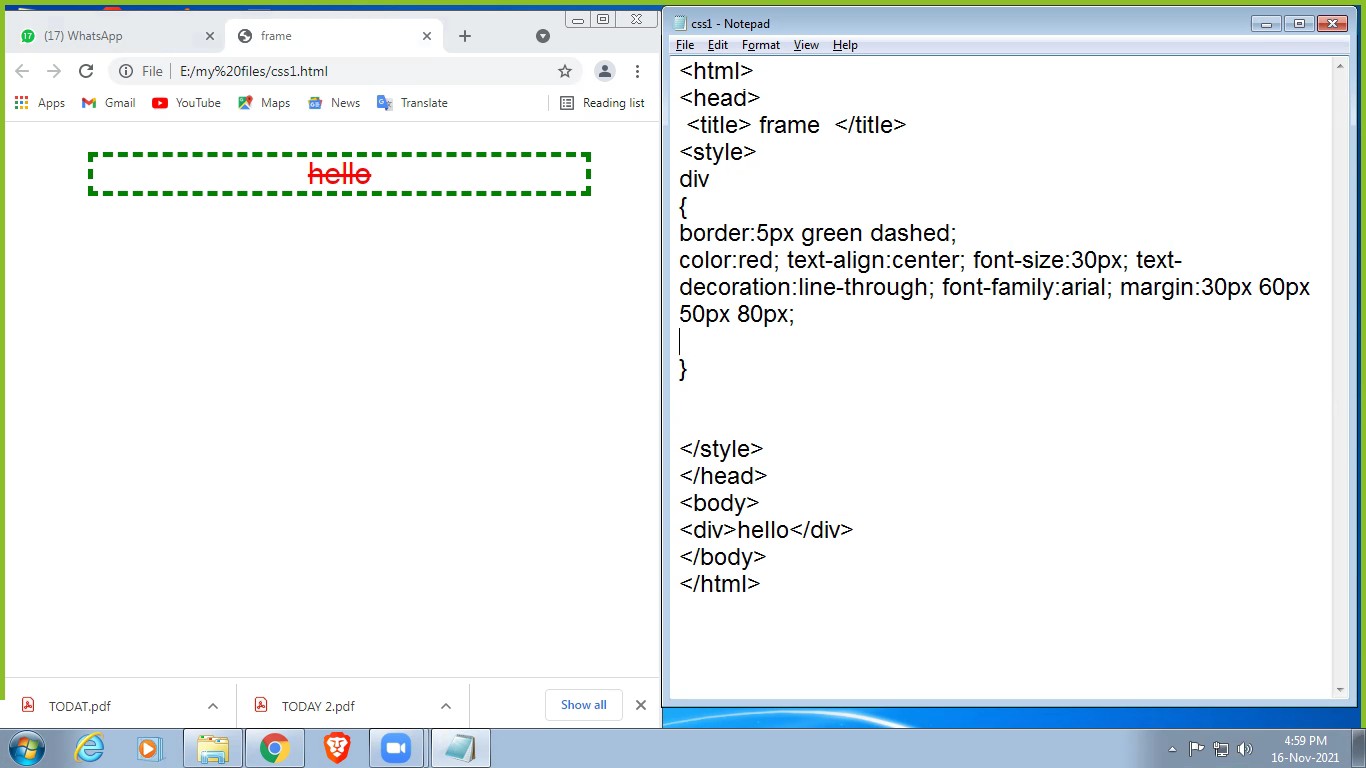 (17) WhatsApp
frame
File
E:/my%20files/css1.html
Apps
Gmail
YouTube
Maps
News
Translate
Reading list
hello
TODAT.pdf
TODAY 2.pdf
Show all
css1 - Notepad
File Edit Format View Help
<html>
<head>
<title> frame </title>
<style>
div
{
border:5px green dashed;
color:red; text-align:center; font-size:30px; text-
decoration:line-through; font-family:arial; margin:30px 60px
50px 80px;
}
</style>
</head>
<body>
<div>hello</div>
</body>
</html>
4:59 PM
16-Nov-2021